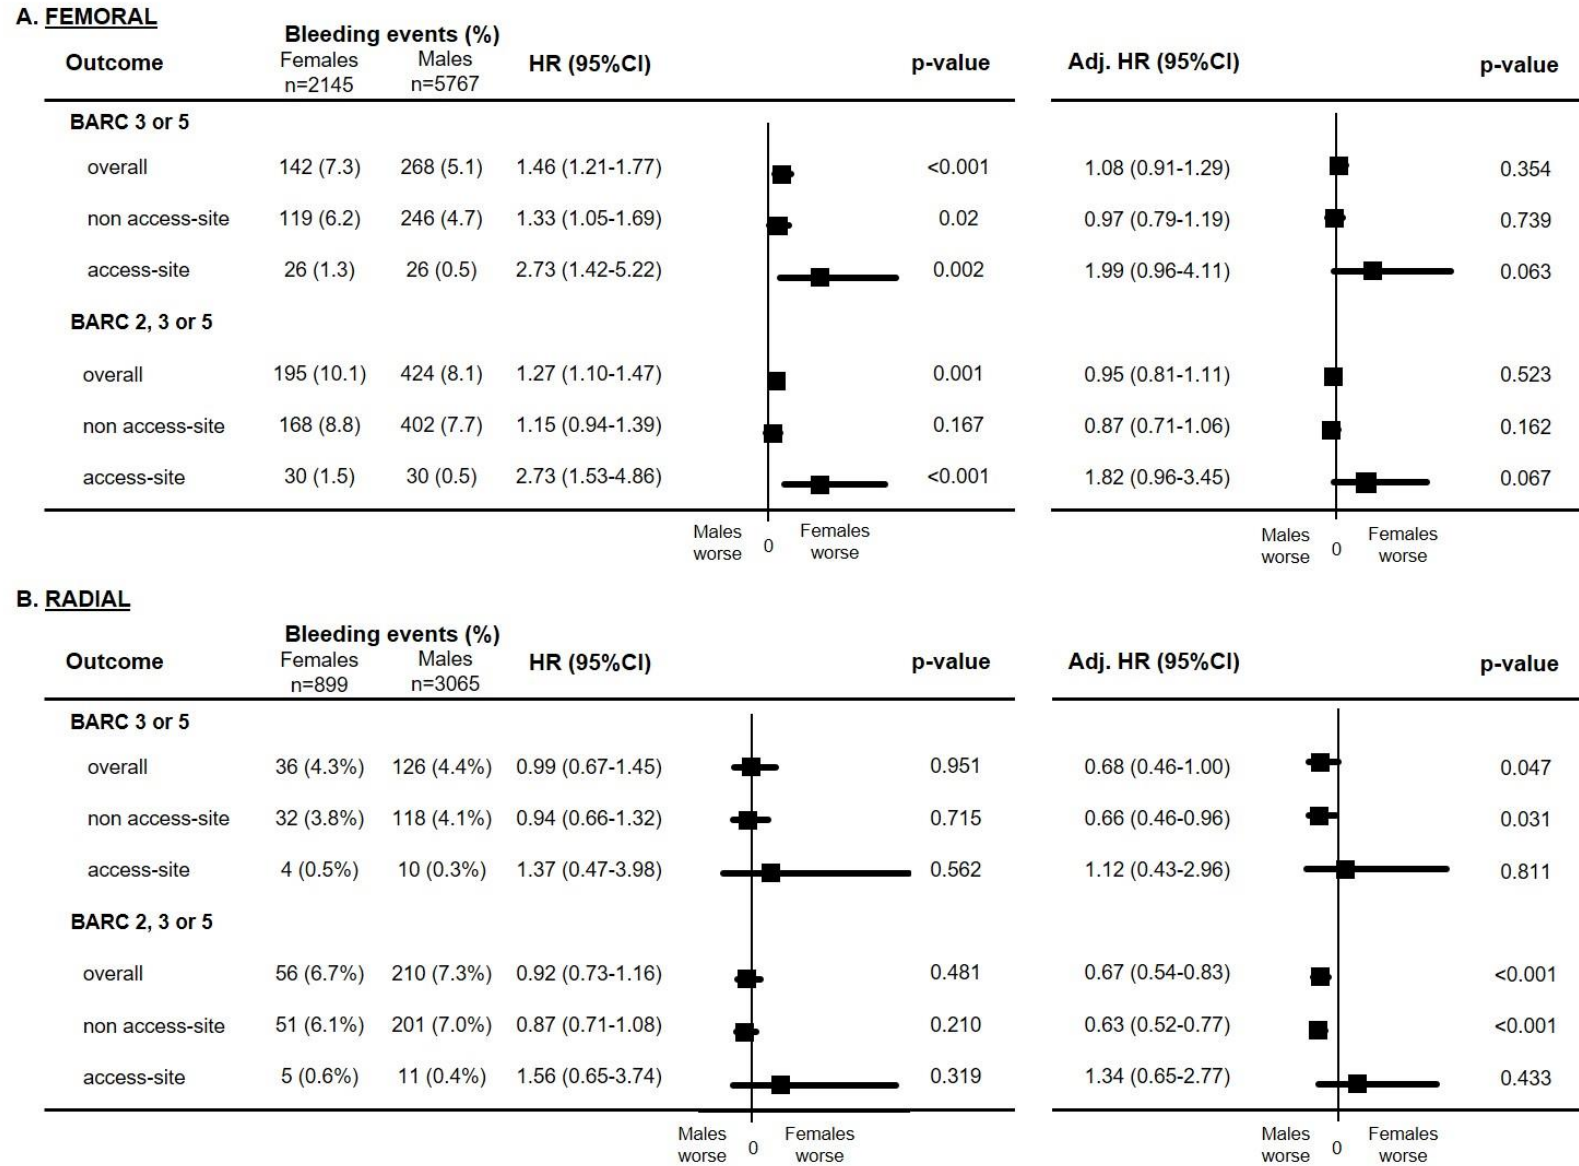 A. FEMORAL
Bleeding events (%)
Outcome Females n=2145 Males n=5767 HR (95%CI) p-value Adj. HR (95%CI) p-value
BARC 3 or 5
overall 142 (7.3) 268 (5.1) 1.46 (1.21-1.77) <0.001 1.08 (0.91-1.29) 0.354
non access-site 119 (6.2) 246 (4.7) 1.33 (1.05-1.69) 0.02 0.97 (0.79-1.19) 0.739
access-site 26 (1.3) 26 (0.5) 2.73 (1.42-5.22) 0.002 1.99 (0.96-4.11) 0.063
BARC 2, 3 or 5
overall 195 (10.1) 424 (8.1) 1.27 (1.10-1.47) 0.001 0.95 (0.81-1.11) 0.523
non access-site 168 (8.8) 402 (7.7) 1.15 (0.94-1.39) 0.167 0.87 (0.71-1.06) 0.162
access-site 30 (1.5) 30 (0.5) 2.73 (1.53-4.86) <0.001 1.82 (0.96-3.45) 0.067
Males worse 0 Females worse Males worse 0 Females worse
B. RADIAL
Bleeding events (%)
Outcome Females n=899 Males n=3065 HR (95%CI) p-value Adj. HR (95%CI) p-value
BARC 3 or 5
overall 36 (4.3%) 126 (4.4%) 0.99 (0.67-1.45) 0.951 0.68 (0.46-1.00) 0.047
non access-site 32 (3.8%) 118 (4.1%) 0.94 (0.66-1.32) 0.715 0.66 (0.46-0.96) 0.031
access-site 4 (0.5%) 10 (0.3%) 1.37 (0.47-3.98) 0.562 1.12 (0.43-2.96) 0.811
BARC 2, 3 or 5
overall 56 (6.7%) 210 (7.3%) 0.92 (0.73-1.16) 0.481 0.67 (0.54-0.83) <0.001
non access-site 51 (6.1%) 201 (7.0%) 0.87 (0.71-1.08) 0.210 0.63 (0.52-0.77) <0.001
access-site 5 (0.6%) 11 (0.4%) 1.56 (0.65-3.74) 0.319 1.34 (0.65-2.77) 0.433
Males worse 0 Females worse Males worse 0 Females worse